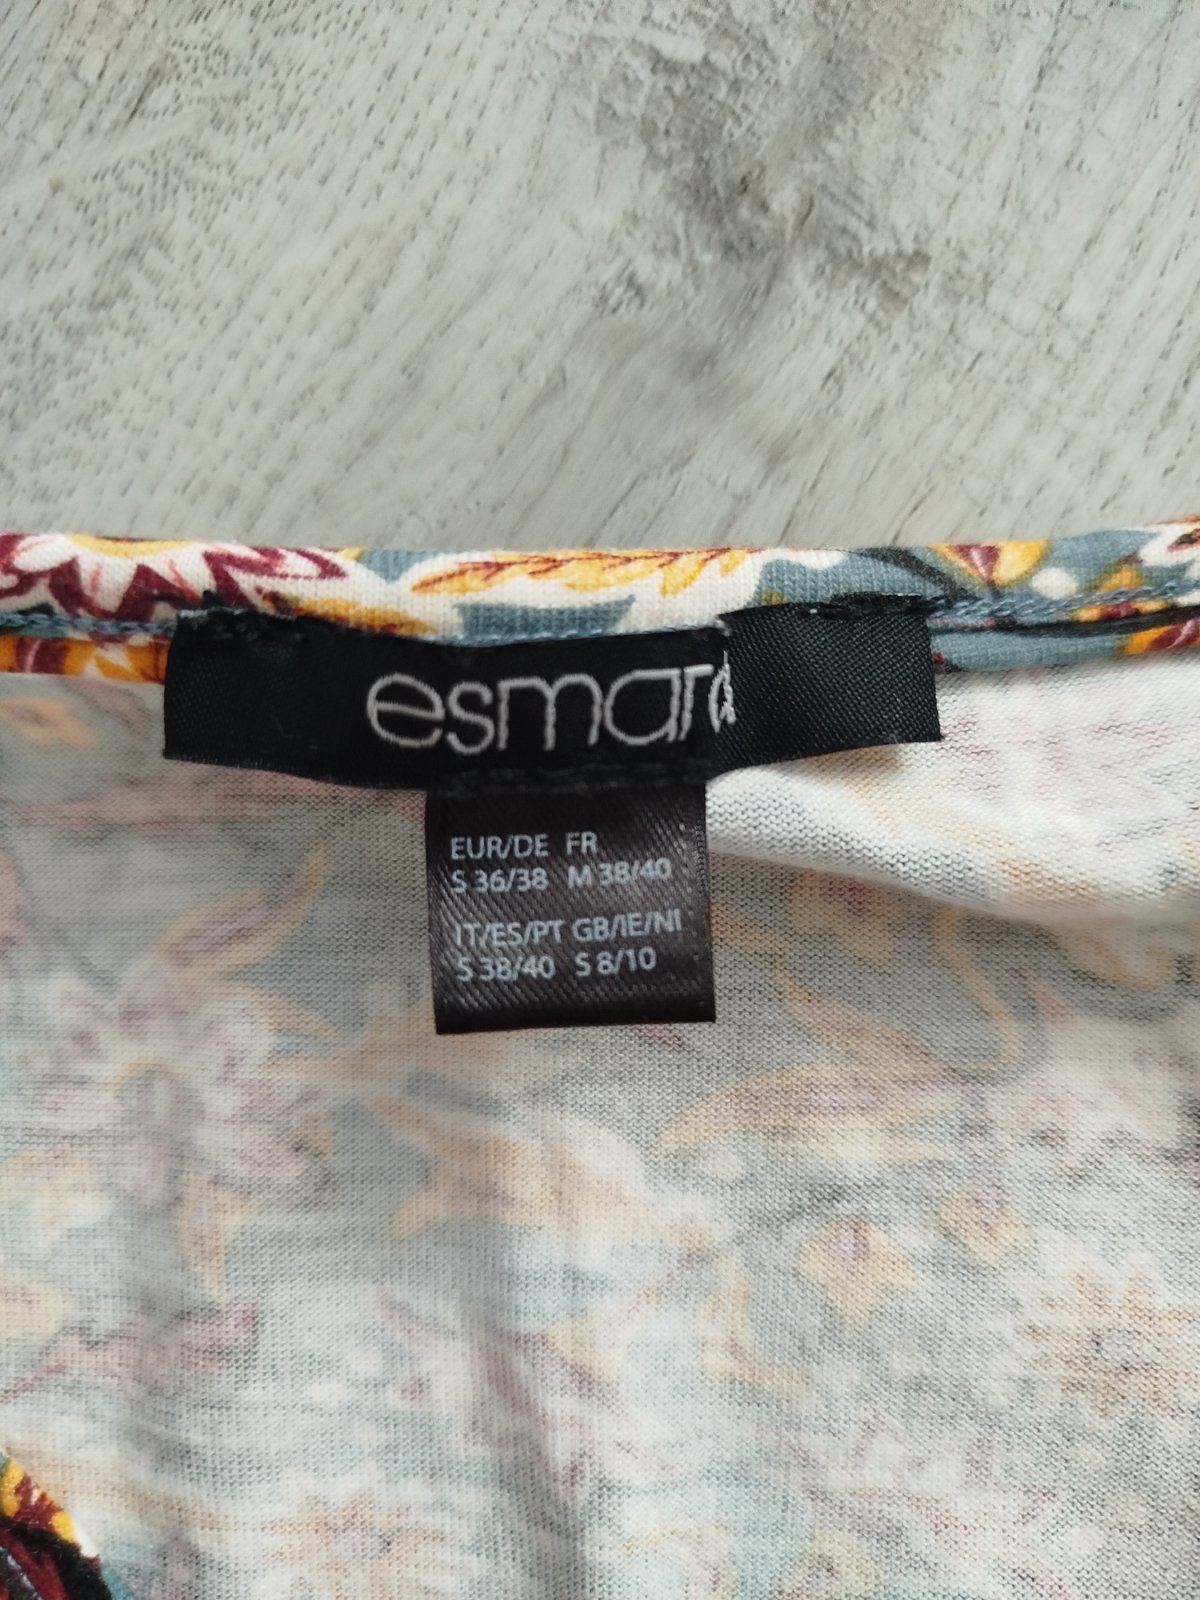 esmara
EUR/DE FR
S 36/38 M 38/40
IT/ES/PT GB/IE/NI
S 38/40 S 8/10